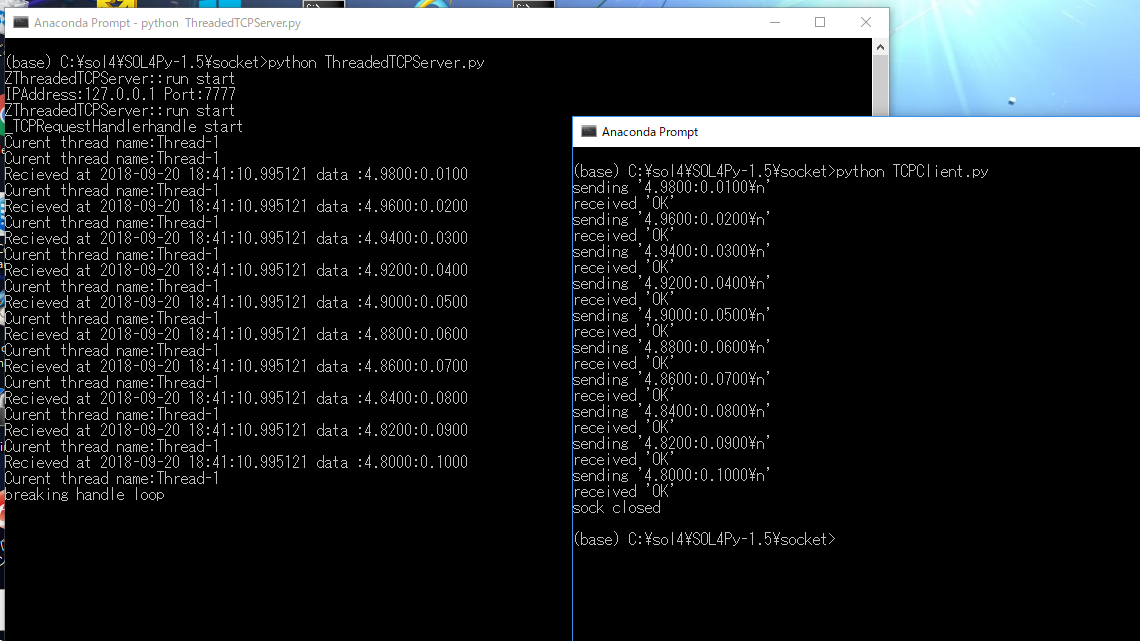 Anaconda Prompt - python ThreadedTCPServer.py
(base) C:¥sol4¥SOL4Py-1.5¥socket>python ThreadedTCPServer.py
ZThreadedTCPServer::run start
IPAddress:127.0.0.1 Port:7777
ZThreadedTCPServer::run start
_TCPRequestHandlerhandle start
Curent thread name:Thread-1
Curent thread name:Thread-1
Recieved at 2018-09-20 18:41:10.995121 data :4.9800:0.0100
Curent thread name:Thread-1
Recieved at 2018-09-20 18:41:10.995121 data :4.9600:0.0200
Curent thread name:Thread-1
Recieved at 2018-09-20 18:41:10.995121 data :4.9400:0.0300
Curent thread name:Thread-1
Recieved at 2018-09-20 18:41:10.995121 data :4.9200:0.0400
Curent thread name:Thread-1
Recieved at 2018-09-20 18:41:10.995121 data :4.9000:0.0500
Curent thread name:Thread-1
Recieved at 2018-09-20 18:41:10.995121 data :4.8800:0.0600
Curent thread name:Thread-1
Recieved at 2018-09-20 18:41:10.995121 data :4.8600:0.0700
Curent thread name:Thread-1
Recieved at 2018-09-20 18:41:10.995121 data :4.8400:0.0800
Curent thread name:Thread-1
Recieved at 2018-09-20 18:41:10.995121 data :4.8200:0.0900
Curent thread name:Thread-1
Recieved at 2018-09-20 18:41:10.995121 data :4.8000:0.1000
Curent thread name:Thread-1
breaking handle loop
Anaconda Prompt
(base) C:¥sol4¥SOL4Py-1.5¥socket>python TCPClient.py
sending '4.9800:0.0100¥n'
received 'OK'
sending '4.9600:0.0200¥n'
received 'OK'
sending '4.9400:0.0300¥n'
received 'OK'
sending '4.9200:0.0400¥n'
received 'OK'
sending '4.9000:0.0500¥n'
received 'OK'
sending '4.8800:0.0600¥n'
received 'OK'
sending '4.8600:0.0700¥n'
received 'OK'
sending '4.8400:0.0800¥n'
received 'OK'
sending '4.8200:0.0900¥n'
received 'OK'
sending '4.8000:0.1000¥n'
received 'OK'
sock closed
(base) C:¥sol4¥SOL4Py-1.5¥socket>